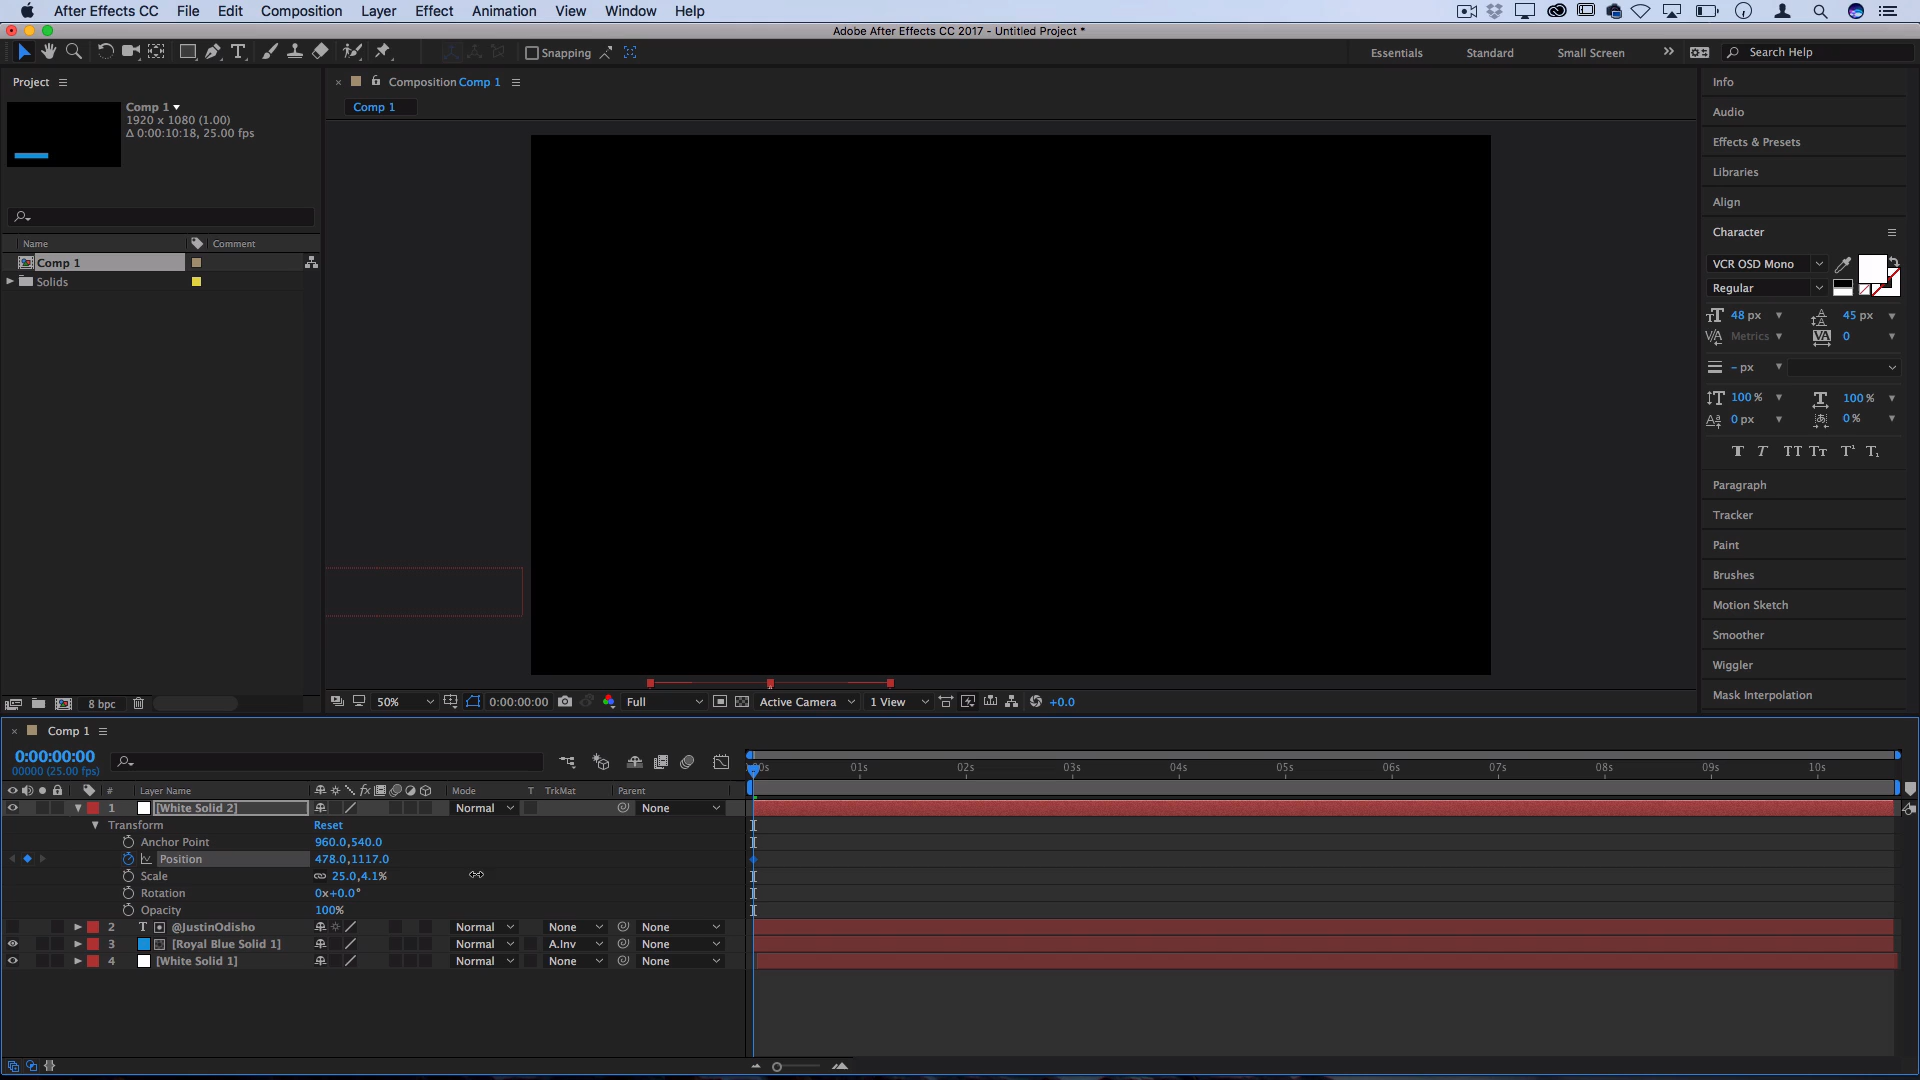 After Effects CC File Edit Composition Layer Effect Animation View Window Help
Adobe After Effects CC 2017 - Untitled Project *
Snapping Essentials Standard Small Screen Search Help
Project
Comp 1
1920 x 1080 (1.00)
Δ 0:00:10:18, 25.00 fps
Name Comment
Comp 1
Solids
8 bpc
Composition Comp 1
Comp 1
50% 0:00:00:00 Full Active Camera 1 View +0.0
Info
Audio
Effects & Presets
Libraries
Align
Character
VCR OSD Mono
Regular
48 px 45 px
Metrics 0
- px
100 % 100 %
0 px 0 %
T T TT Tt T¹ T₁
Paragraph
Tracker
Paint
Brushes
Motion Sketch
Smoother
Wiggler
Mask Interpolation
Comp 1
0:00:00:00
00000 (25.00 fps)
00s 01s 02s 03s 04s 05s 06s 07s 08s 09s 10s
# Layer Name fx Mode T TrkMat Parent
1 [White Solid 2] Normal None
Transform Reset
Anchor Point 960.0,540.0
Position 478.0,1117.0
Scale 25.0,4.1%
Rotation 0x+0.0°
Opacity 100%
2 T @JustinOdisho Normal None None
3 [Royal Blue Solid 1] Normal A.Inv None
4 [White Solid 1] Normal None None